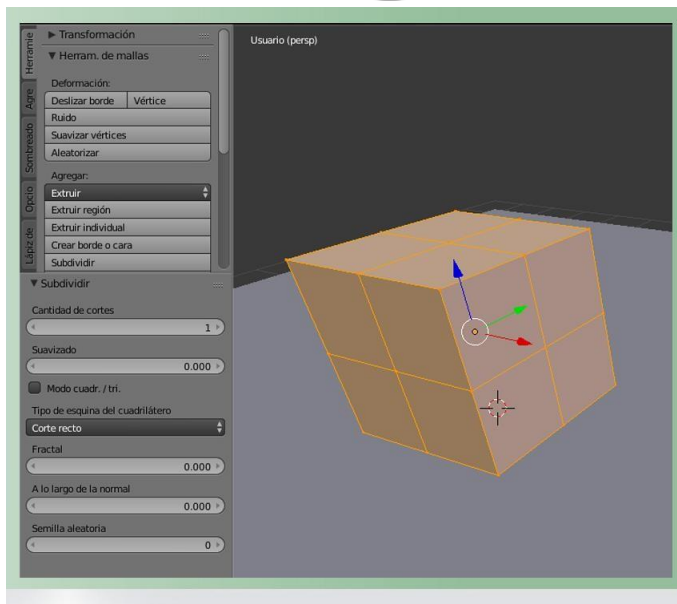 Herramie
Agre
Sombreado
Opcio
Lápiz de
Transformación
Herram. de mallas
Deformación:
Deslizar borde Vértice
Ruido
Suavizar vértices
Aleatorizar
Agregar:
Extruir
Extruir región
Extruir individual
Crear borde o cara
Subdividir
Subdividir
Cantidad de cortes
1
Suavizado
0.000
Modo cuadr. / tri.
Tipo de esquina del cuadrilátero
Corte recto
Fractal
0.000
A lo largo de la normal
0.000
Semilla aleatoria
0
Usuario (persp)